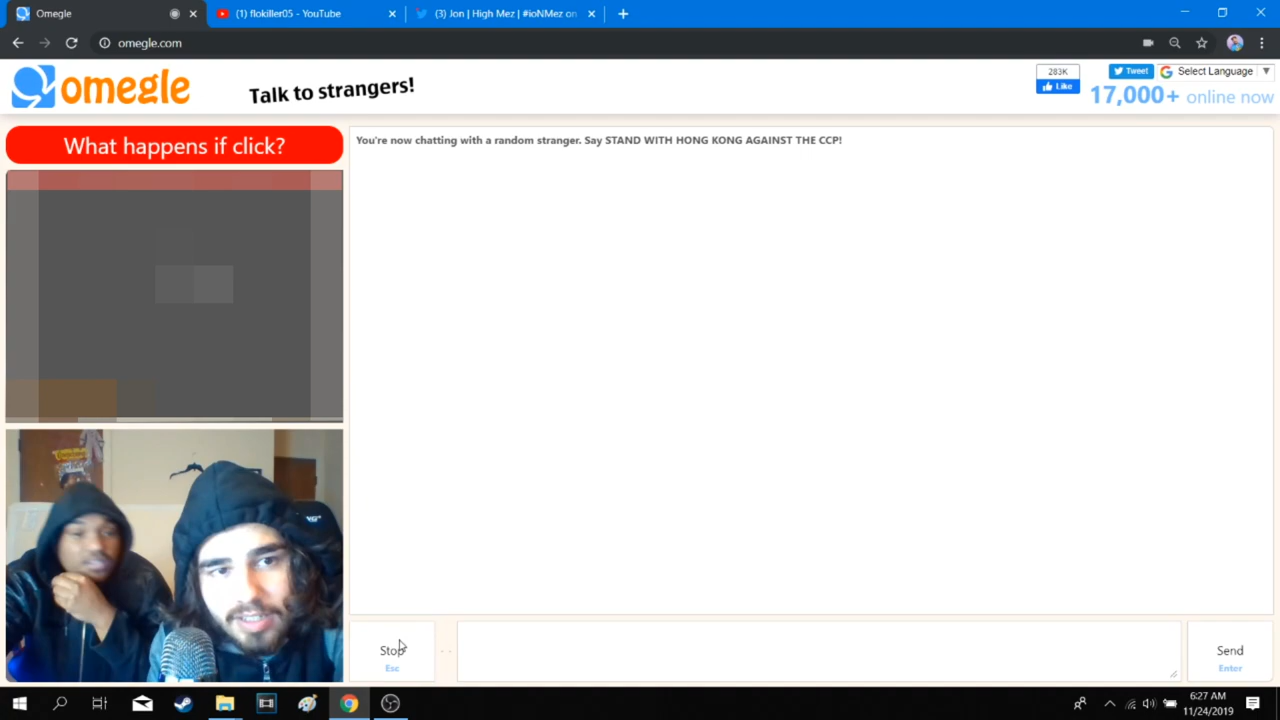 Omegle
(1) flokiller05 - YouTube
(3) Jon | High Mez | #ioNMez on
omegle.com
omegle
Talk to strangers!
283K
Like
Tweet
Select Language
17,000+ online now
What happens if click?
You're now chatting with a random stranger. Say STAND WITH HONG KONG AGAINST THE CCP!
Stop
Esc
Send
Enter
6:27 AM
11/24/2019